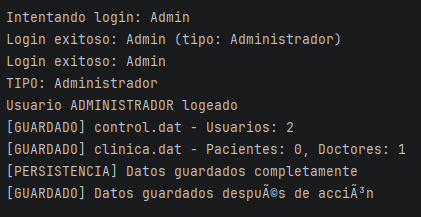 Intentando login: Admin
Login exitoso: Admin (tipo: Administrador)
Login exitoso: Admin
TIPO: Administrador
Usuario ADMINISTRADOR logeado
[GUARDADO] control.dat - Usuarios: 2
[GUARDADO] clinica.dat - Pacientes: 0, Doctores: 1
[PERSISTENCIA] Datos guardados completamente
[GUARDADO] Datos guardados despuÃ©s de acciÃ³n